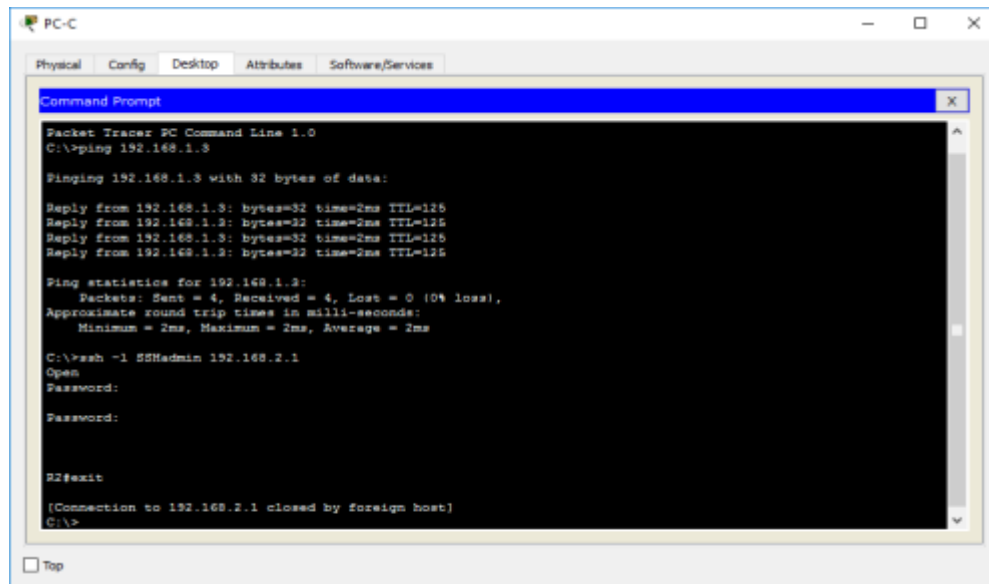 PC-C
Physical Config Desktop Attributes Software/Services
Command Prompt
X
Packet Tracer PC Command Line 1.0
C:\>ping 192.168.1.3
Pinging 192.168.1.3 with 32 bytes of data:
Reply from 192.168.1.3: bytes=32 time=2ms TTL=125
Reply from 192.168.1.3: bytes=32 time=2ms TTL=125
Reply from 192.168.1.3: bytes=32 time=2ms TTL=125
Reply from 192.168.1.3: bytes=32 time=2ms TTL=125
Ping statistics for 192.168.1.3:
Packets: Sent = 4, Received = 4, Lost = 0 (0% loss),
Approximate round trip times in milli-seconds:
Minimum = 2ms, Maximum = 2ms, Average = 2ms
C:\>ssh -l SSHadmin 192.168.2.1
Open
Password:
Password:
R2#exit
[Connection to 192.168.2.1 closed by foreign host]
C:\>
Top